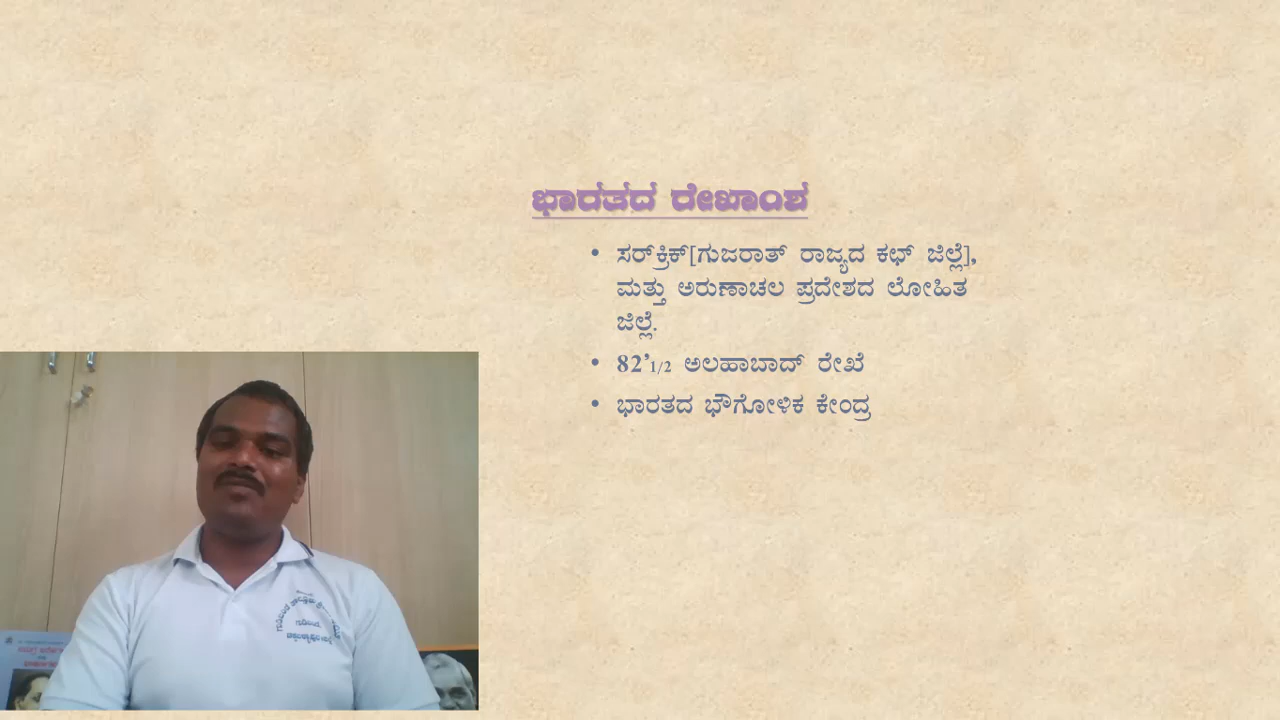 ಭಾರತದ ರೇಖಾಂಶ
• ಸರ್‌ಕ್ರಿಕ್[ಗುಜರಾತ್ ರಾಜ್ಯದ ಕಛ್ ಜಿಲ್ಲೆ],
ಮತ್ತು ಅರುಣಾಚಲ ಪ್ರದೇಶದ ಲೋಹಿತ
ಜಿಲ್ಲೆ.
• 82’1/2 ಅಲಹಾಬಾದ್ ರೇಖೆ
• ಭಾರತದ ಭೌಗೋಳಿಕ ಕೇಂದ್ರ